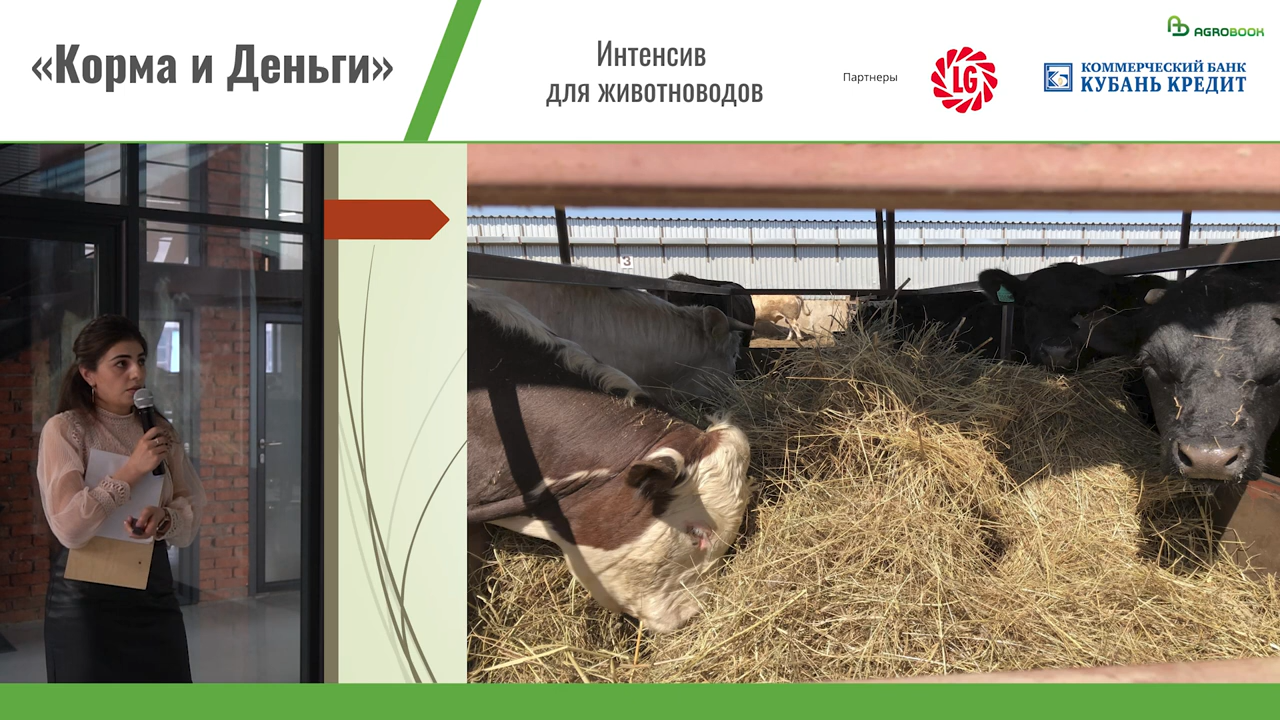 «Корма и Деньги»
Интенсив
для животноводов
Партнеры
LG
КОММЕРЧЕСКИЙ БАНК
КУБАНЬ КРЕДИТ
AGROBOOK
3